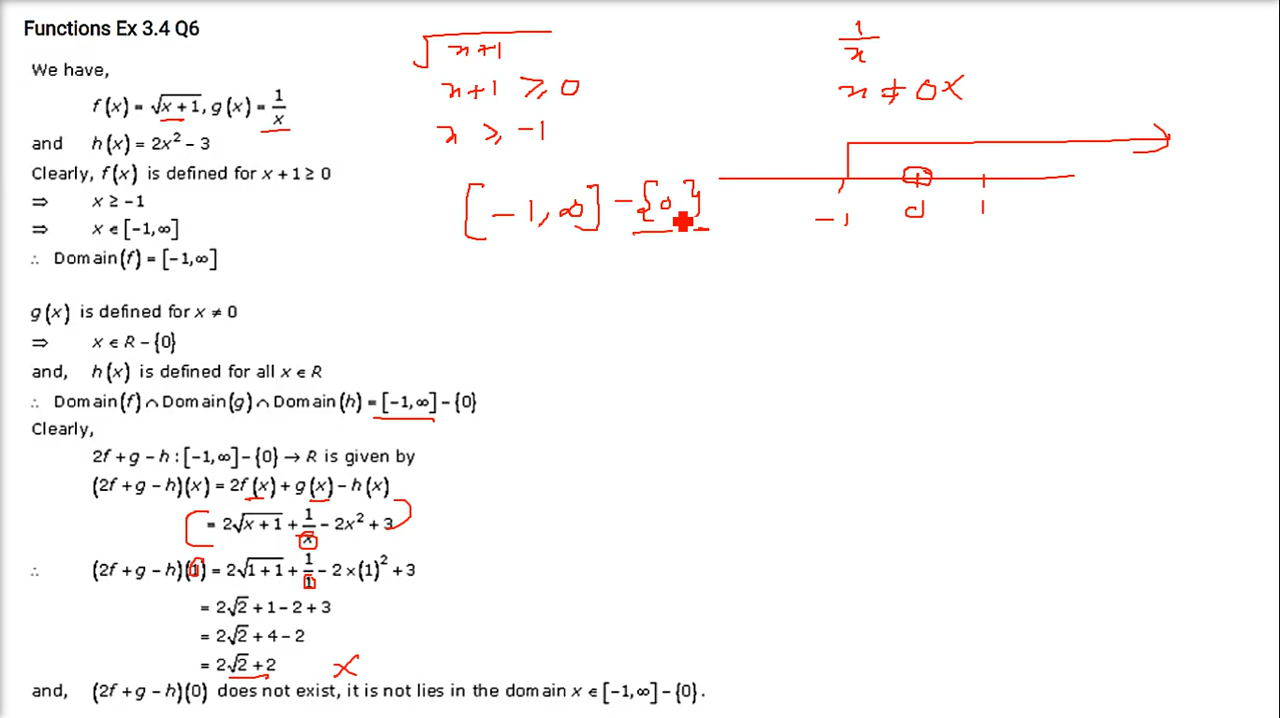 Functions Ex 3.4 Q6
We have,
f(x) = √x+1, g(x) = 1/x
and h(x) = 2x² – 3
Clearly, f(x) is defined for x + 1 ≥ 0
⇒ x ≥ –1
⇒ x ∈ [–1, ∞]
∴ Domain(f) = [–1, ∞]
g(x) is defined for x ≠ 0
⇒ x ∈ R – {0}
and, h(x) is defined for all x ∈ R
∴ Domain(f) ∩ Domain(g) ∩ Domain(h) = [–1, ∞] – {0}
Clearly,
2f + g – h : [–1, ∞] – {0} → R is given by
(2f + g – h)(x) = 2f(x) + g(x) – h(x)
= 2√x+1 + 1/x – 2x² + 3
∴ (2f + g – h)(1) = 2√1+1 + 1/1 – 2 × (1)² + 3
= 2√2 + 1 – 2 + 3
= 2√2 + 4 – 2
= 2√2 + 2 X
and, (2f + g – h)(0) does not exist, it is not lies in the domain x ∈ [–1, ∞] – {0}.
√x+1
x+1 ≥ 0
x ≥ -1
[-1, ∞] - {0}
1/x
x ≠ 0 X
-1 0 1